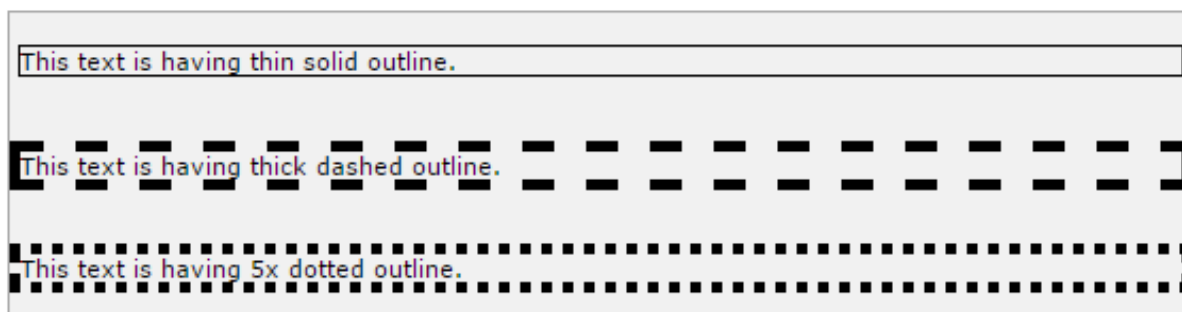 This text is having thin solid outline.
This text is having thick dashed outline.
This text is having 5x dotted outline.